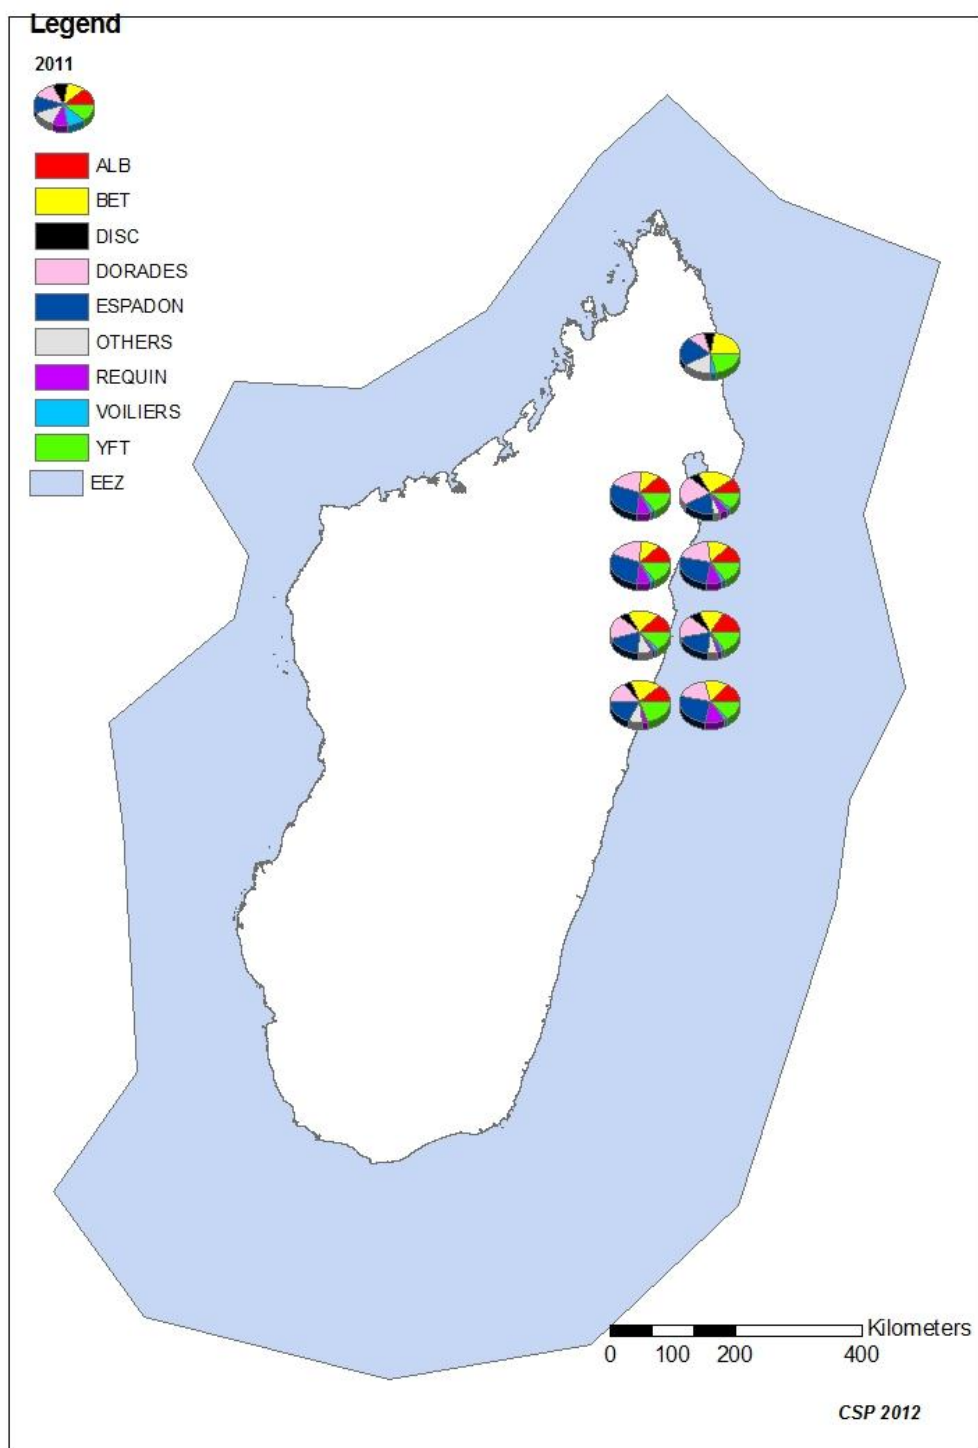 Legend
2011
ALB
BET
DISC
DORADES
ESPADON
OTHERS
REQUIN
VOILIERS
YFT
EEZ
Kilometers
0 100 200 400
CSP 2012